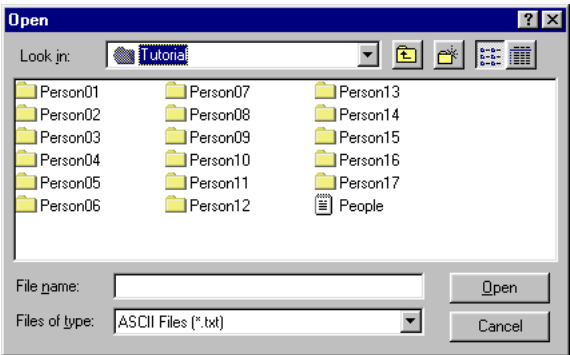 Open
Look in: Tutorial
Person01 Person07 Person13
Person02 Person08 Person14
Person03 Person09 Person15
Person04 Person10 Person16
Person05 Person11 Person17
Person06 Person12 People
File name: Open
Files of type: ASCII Files (*.txt) Cancel